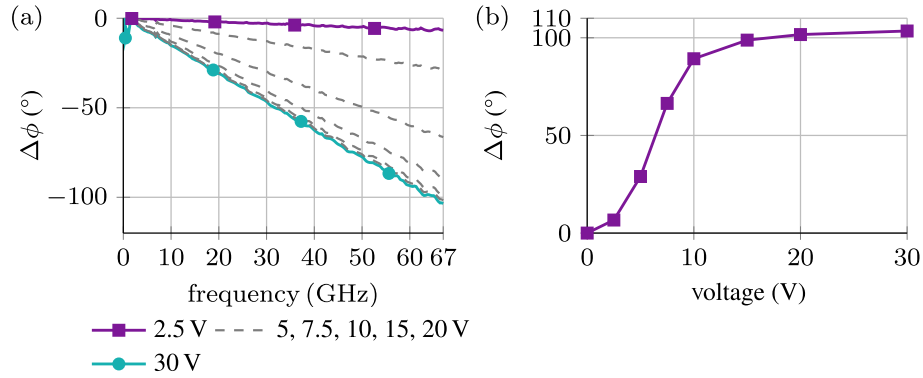 (a)
0
−50
−100
Δϕ (°)
0 10 20 30 40 50 60 67
frequency (GHz)
2.5 V 5, 7.5, 10, 15, 20 V
30 V
(b)
110
100
50
0
Δϕ (°)
0 10 20 30
voltage (V)